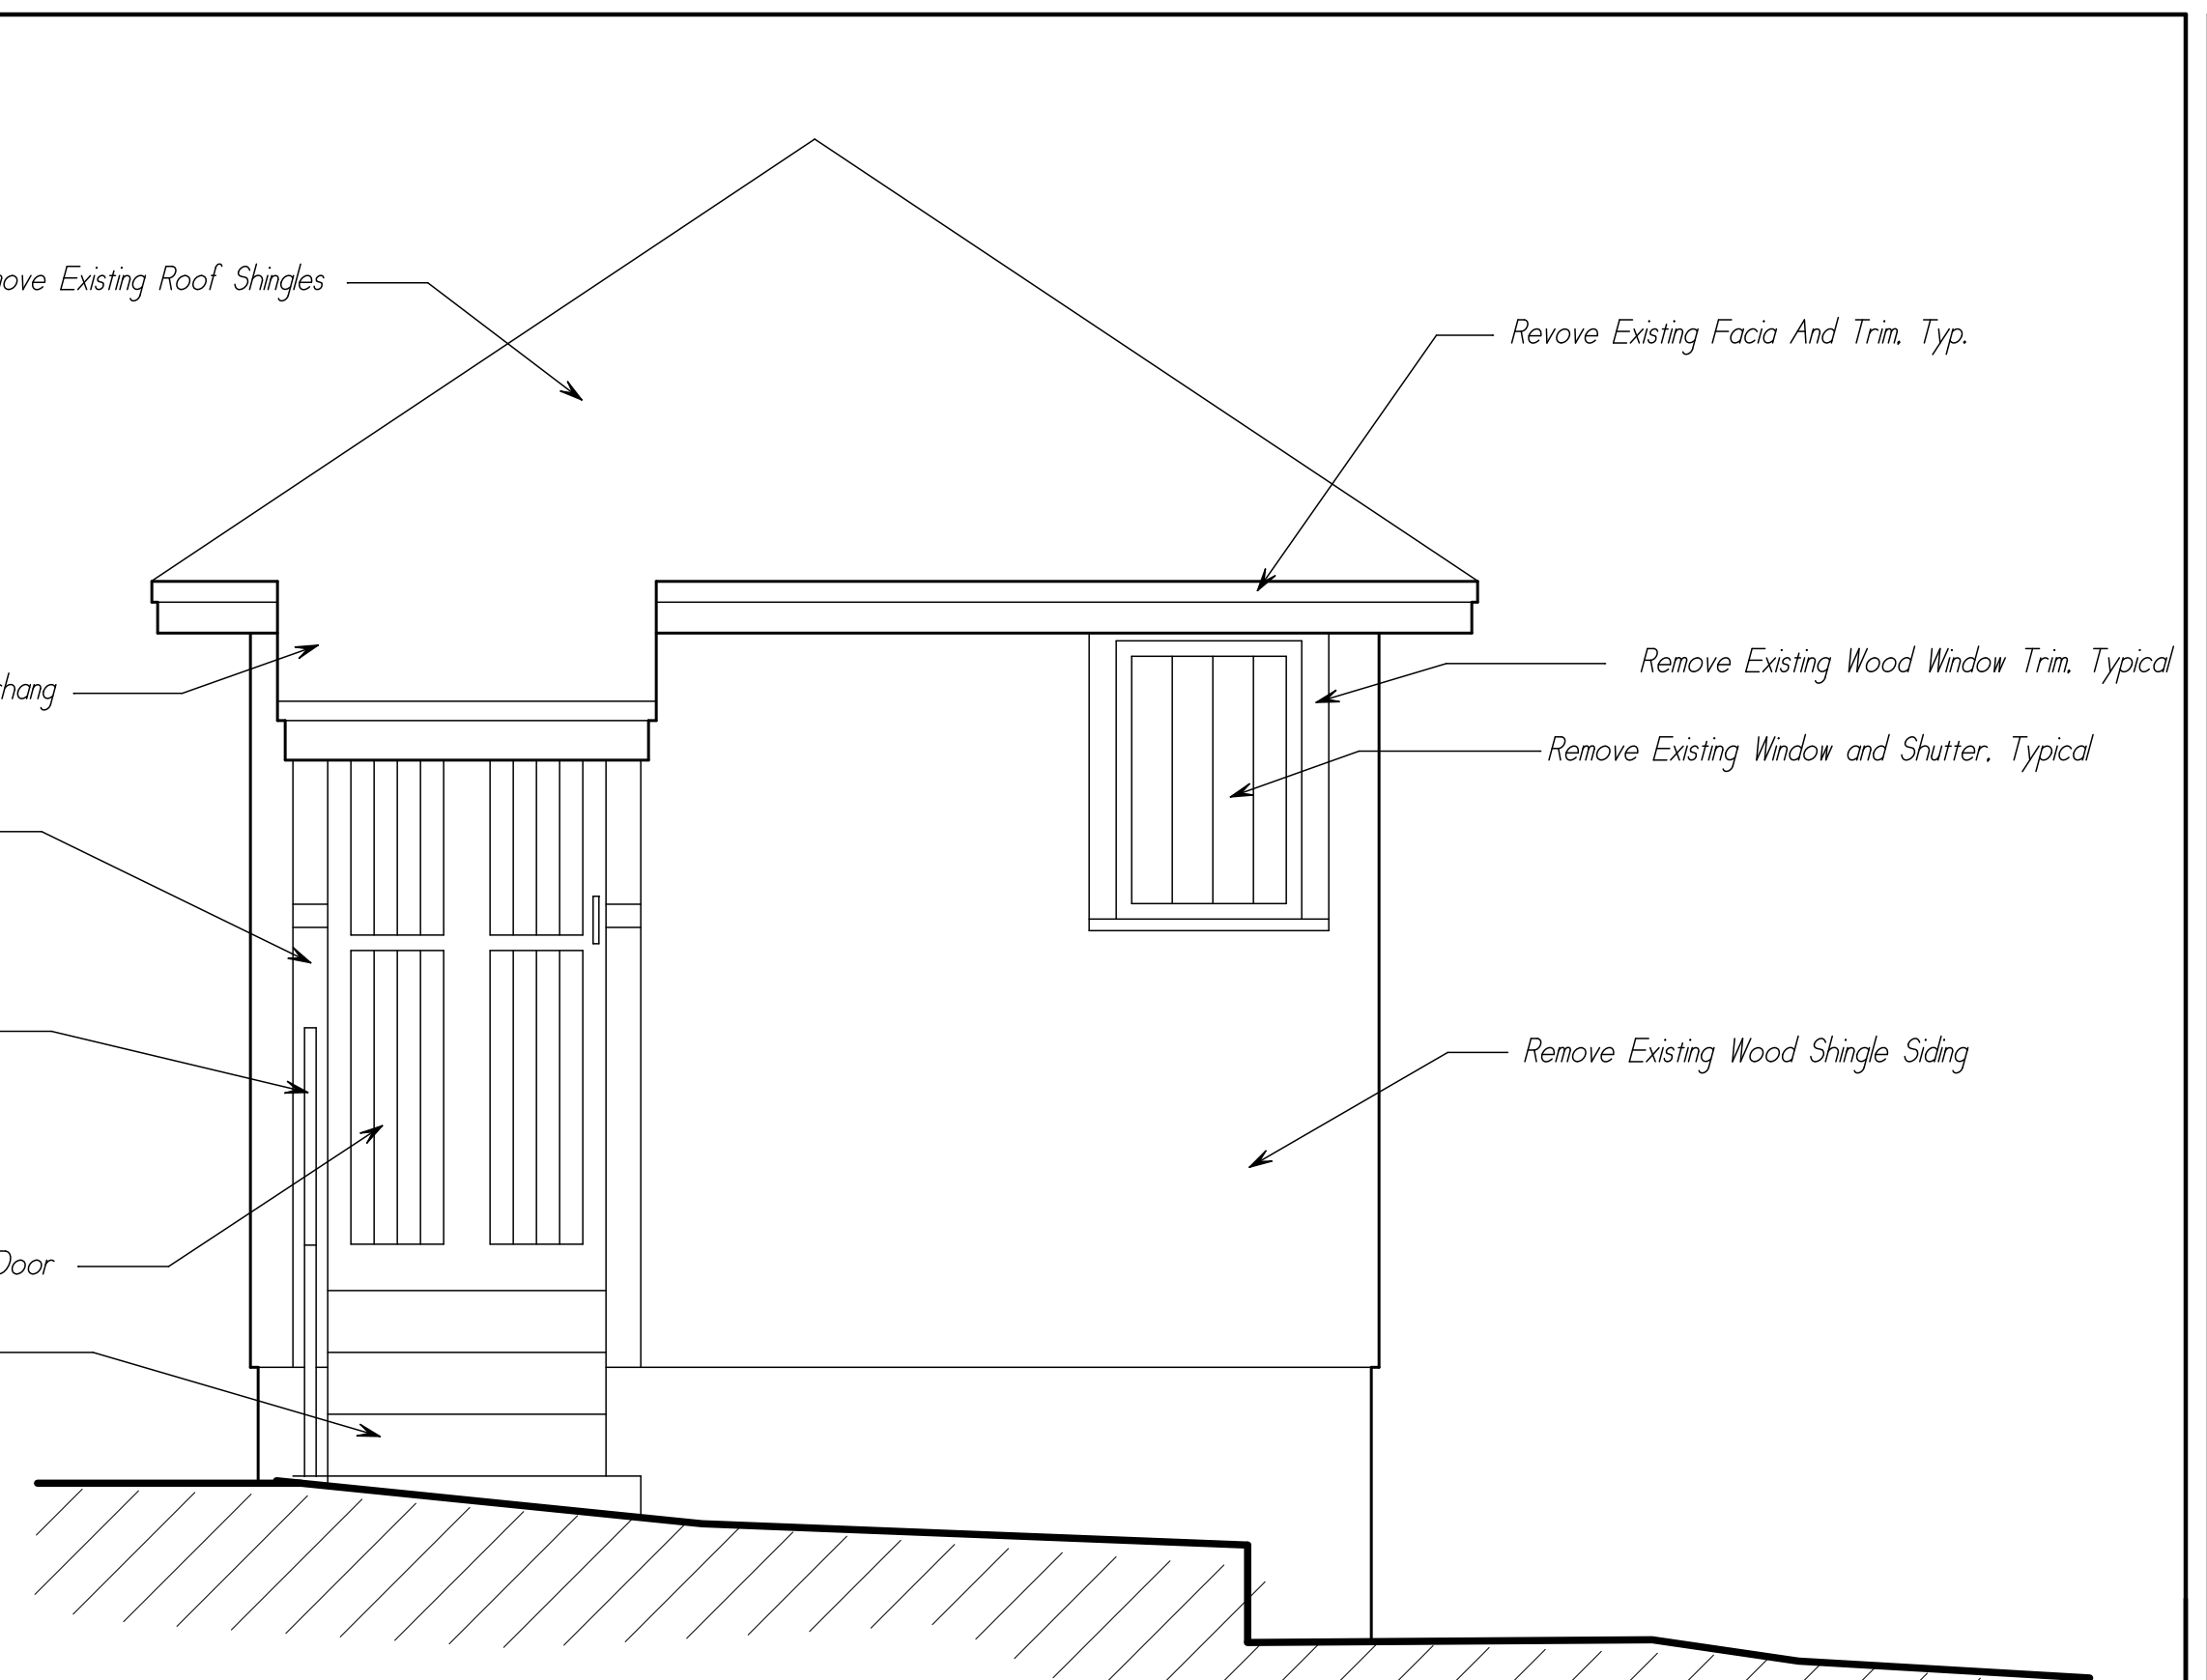 ove Existing Roof Shingles
Revove Existing Facia And Trim. Typ.
hang
Remove Existing Wood Window Trim. Typical
Remove Existing Window and Shutter. Typical
Remove Existing Wood Shingle Siding
Door